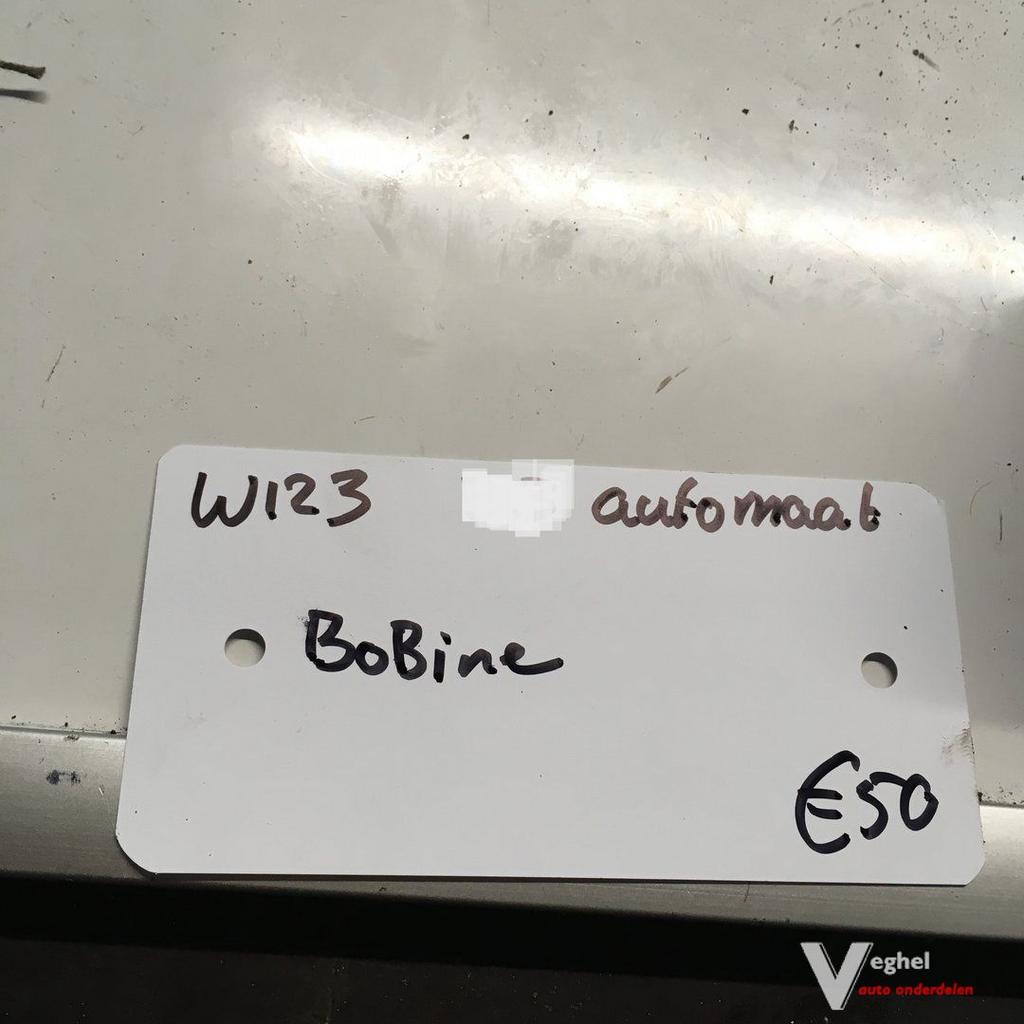 W123 automaat
BoBine
€50
Veghel
auto onderdelen